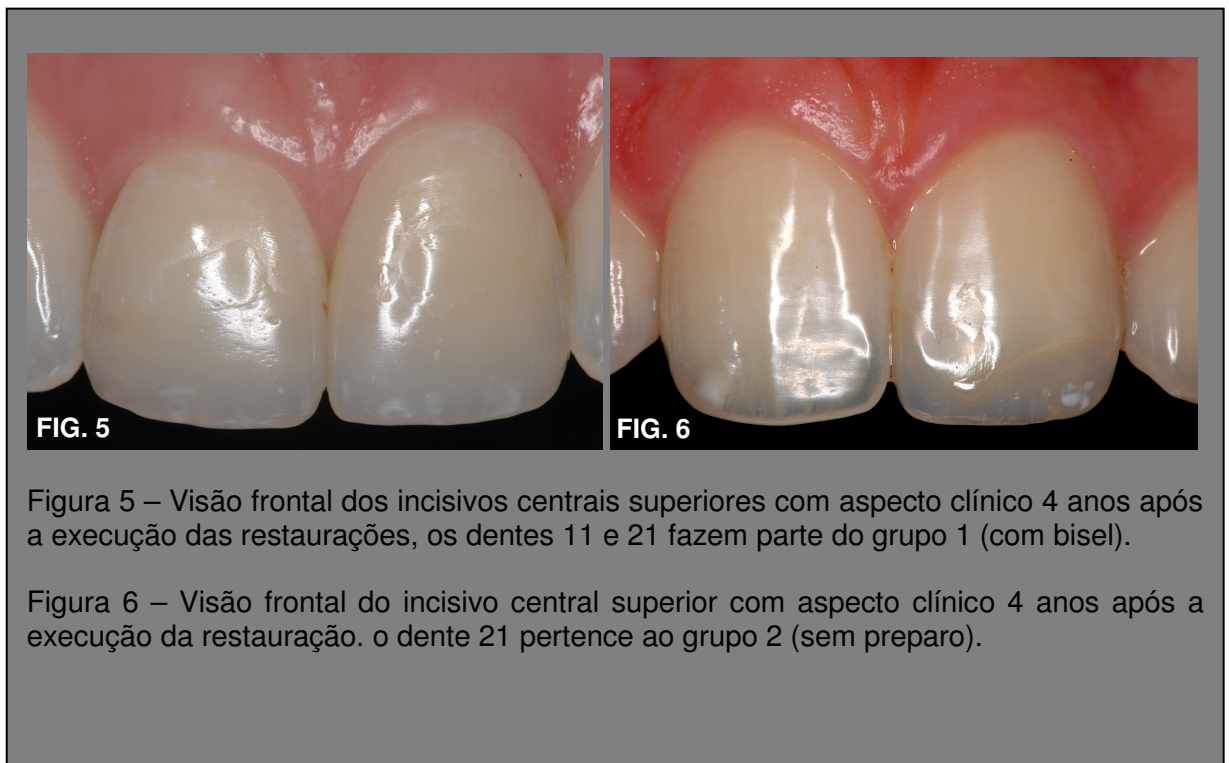 FIG. 5
FIG. 6
Figura 5 – Visão frontal dos incisivos centrais superiores com aspecto clínico 4 anos após
a execução das restaurações, os dentes 11 e 21 fazem parte do grupo 1 (com bisel).
Figura 6 – Visão frontal do incisivo central superior com aspecto clínico 4 anos após a
execução da restauração. o dente 21 pertence ao grupo 2 (sem preparo).